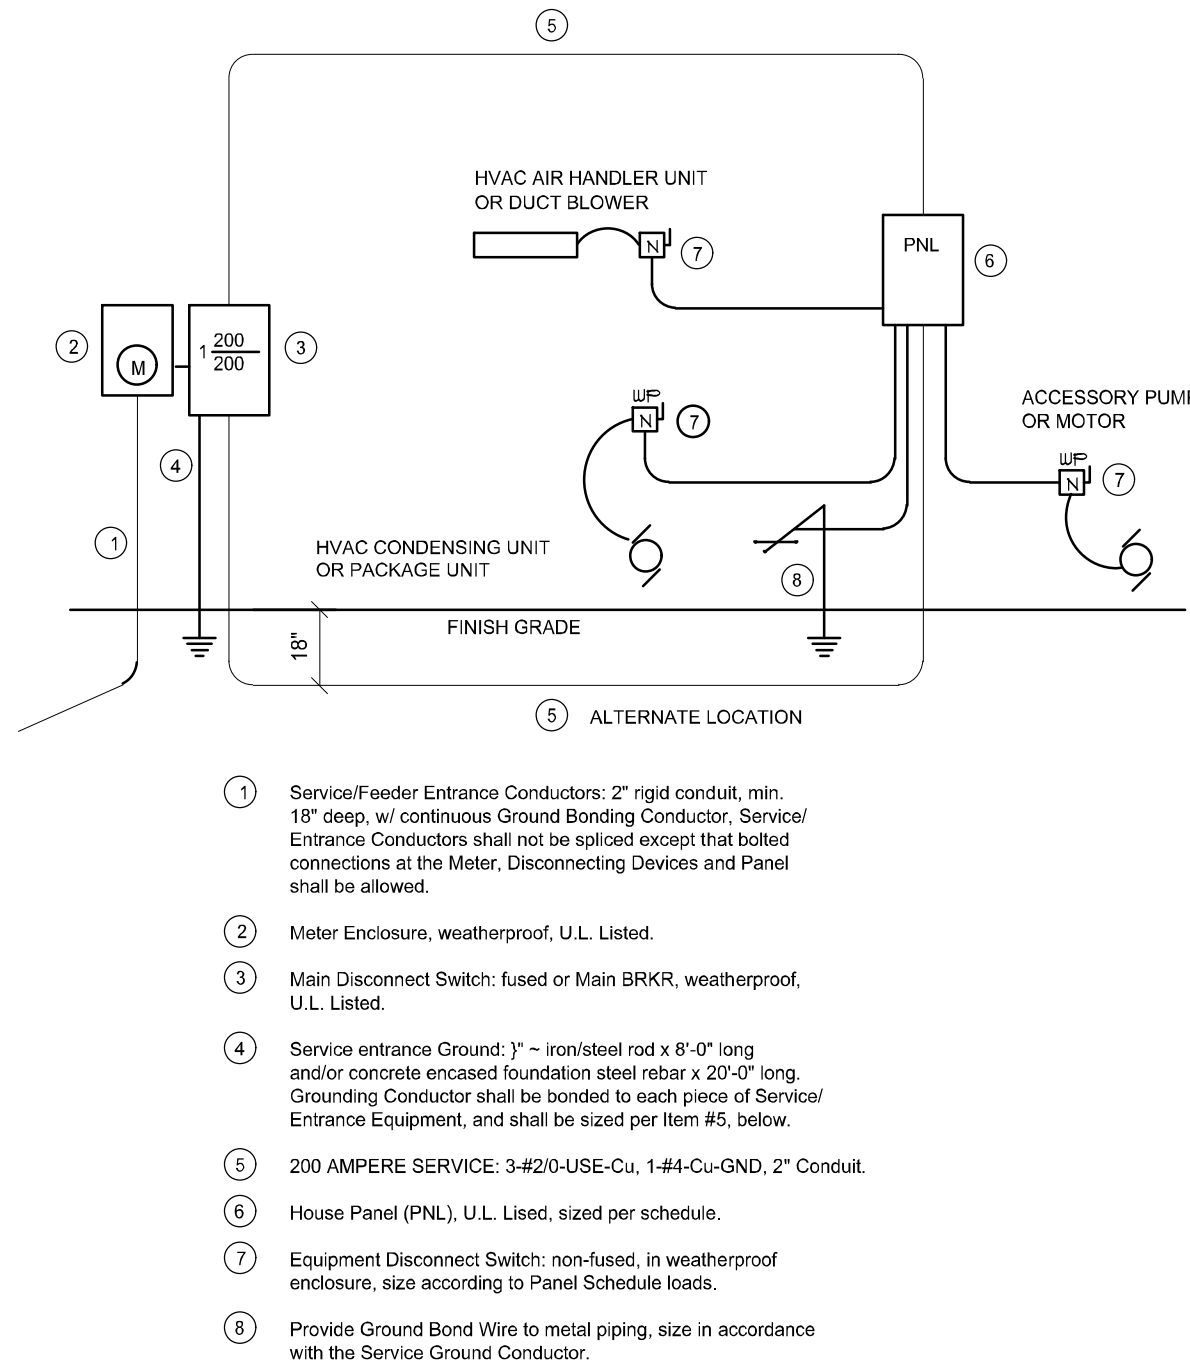 5
HVAC AIR HANDLER UNIT
OR DUCT BLOWER
N
7
PNL
6
2
M
1 200/200
3
WP
N
7
ACCESSORY
OR MOTOR
WP
N
7
4
1
HVAC CONDENSING UNIT
OR PACKAGE UNIT
8
FINISH GRADE
18"
5 ALTERNATE LOCATION
1 Service/Feeder Entrance Conductors: 2" rigid conduit, min.
18" deep, w/ continuous Ground Bonding Conductor, Service/
Entrance Conductors shall not be spliced except that bolted
connections at the Meter, Disconnecting Devices and Panel
shall be allowed.
2 Meter Enclosure, weatherproof, U.L. Listed.
3 Main Disconnect Switch: fused or Main BRKR, weatherproof,
U.L. Listed.
4 Service entrance Ground: }" ~ iron/steel rod x 8'-0" long
and/or concrete encased foundation steel rebar x 20'-0" long.
Grounding Conductor shall be bonded to each piece of Service/
Entrance Equipment, and shall be sized per Item #5, below.
5 200 AMPERE SERVICE: 3-#2/0-USE-Cu, 1-#4-Cu-GND, 2" Conduit.
6 House Panel (PNL), U.L. Lised, sized per schedule.
7 Equipment Disconnect Switch: non-fused, in weatherproof
enclosure, size according to Panel Schedule loads.
8 Provide Ground Bond Wire to metal piping, size in accordance
with the Service Ground Conductor.